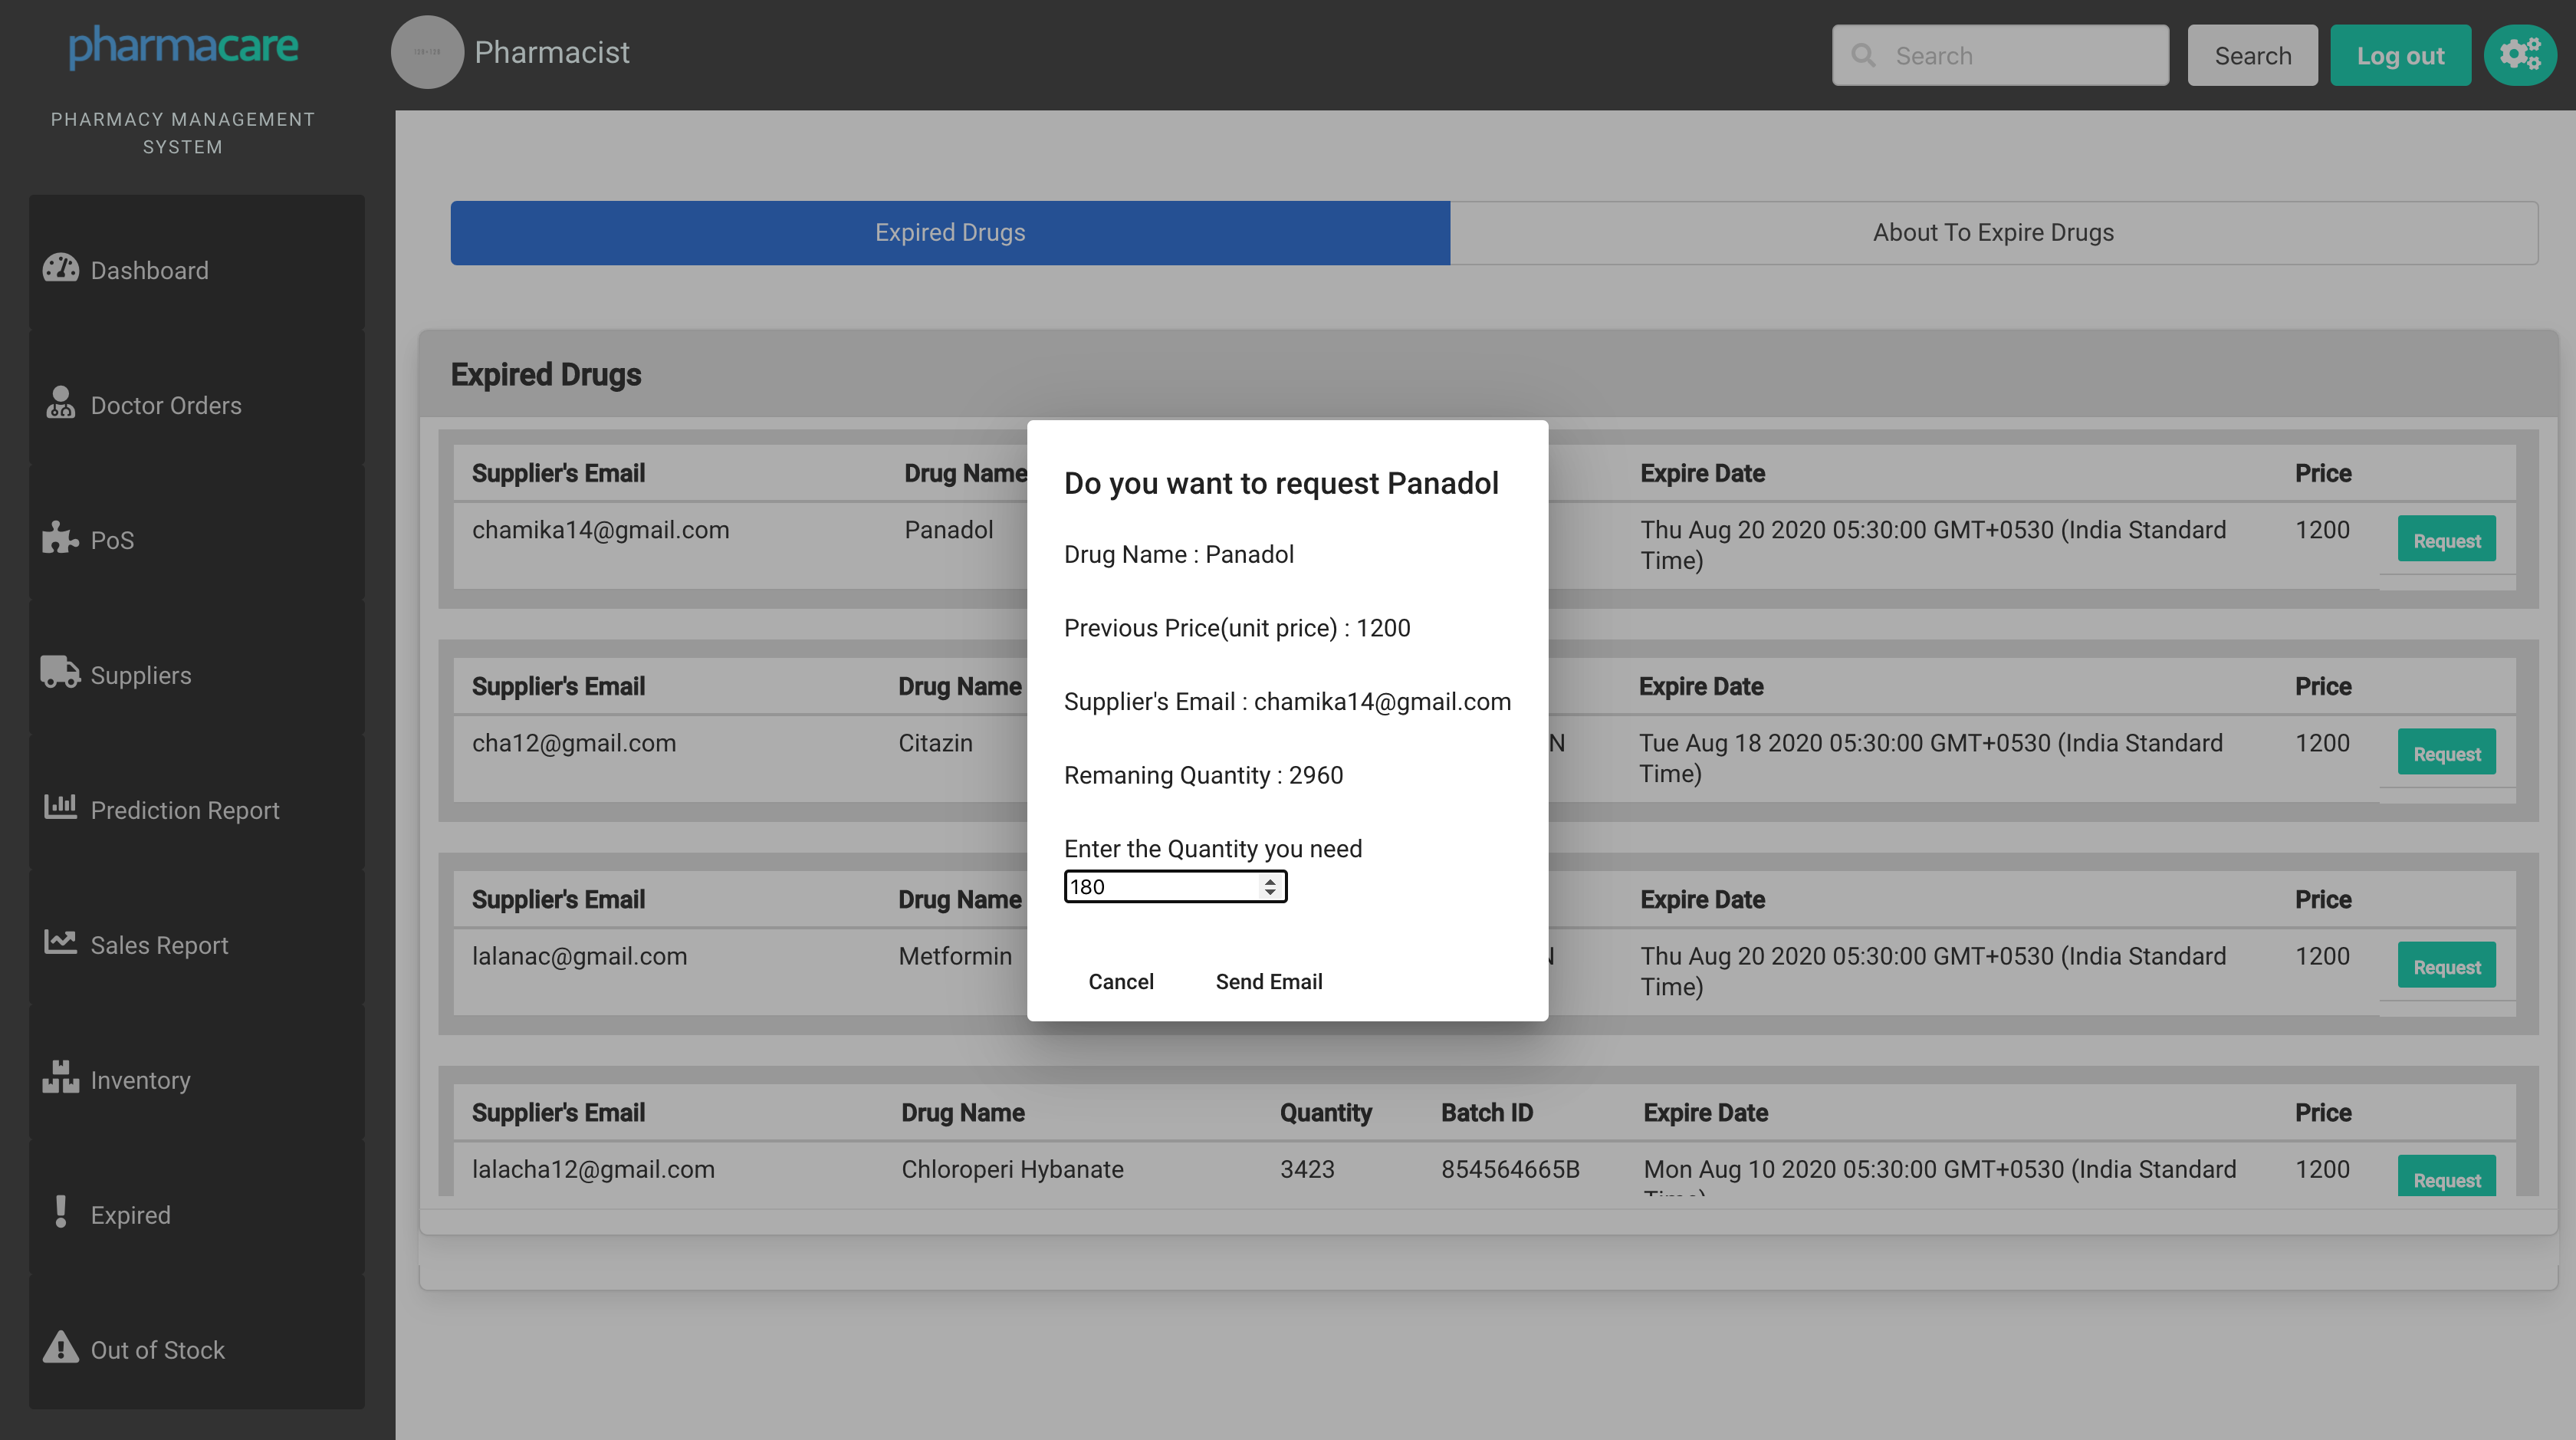 pharmacare
PHARMACY MANAGEMENT
SYSTEM
Pharmacist
Search
Search
Log out
Dashboard
Doctor Orders
PoS
Suppliers
Prediction Report
Sales Report
Inventory
Expired
Out of Stock
Expired Drugs
About To Expire Drugs
Expired Drugs
Supplier's Email Drug Name Expire Date Price
chamika14@gmail.com Panadol Thu Aug 20 2020 05:30:00 GMT+0530 (India Standard 1200 Request
Time)
Supplier's Email Drug Name Expire Date Price
cha12@gmail.com Citazin N Tue Aug 18 2020 05:30:00 GMT+0530 (India Standard 1200 Request
Time)
Supplier's Email Drug Name Expire Date Price
lalanac@gmail.com Metformin Thu Aug 20 2020 05:30:00 GMT+0530 (India Standard 1200 Request
Time)
Supplier's Email Drug Name Quantity Batch ID Expire Date Price
lalacha12@gmail.com Chloroperi Hybanate 3423 854564665B Mon Aug 10 2020 05:30:00 GMT+0530 (India Standard 1200 Request
Do you want to request Panadol
Drug Name : Panadol
Previous Price(unit price) : 1200
Supplier's Email : chamika14@gmail.com
Remaning Quantity : 2960
Enter the Quantity you need
180
Cancel Send Email